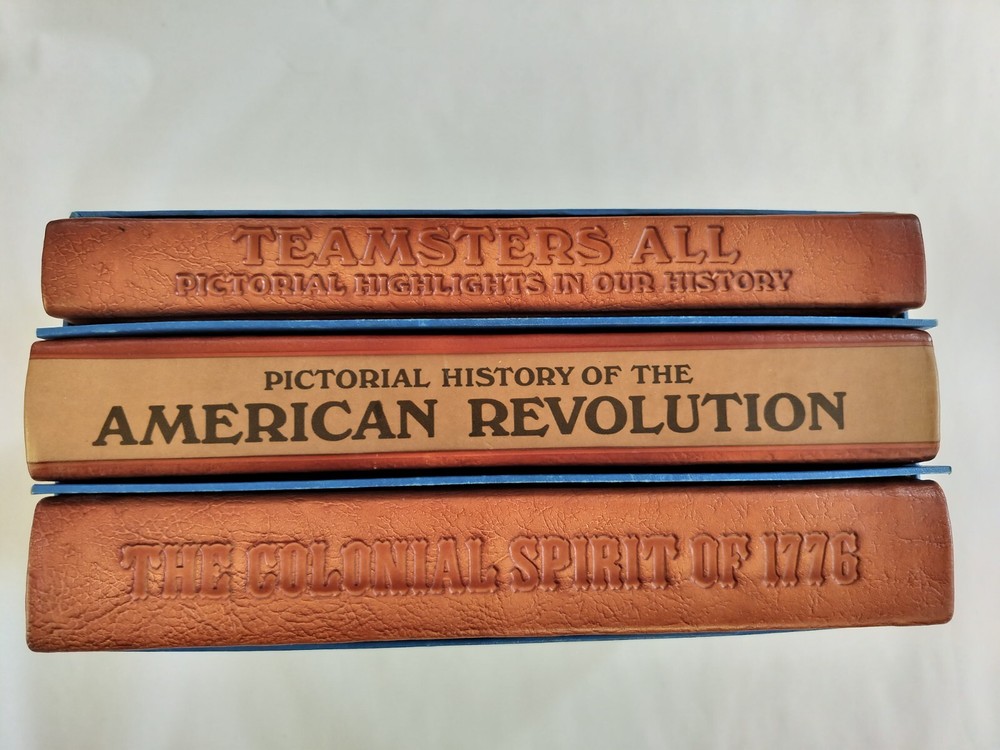 TEAMSTERS ALL
PICTORIAL HIGHLIGHTS IN OUR HISTORY
PICTORIAL HISTORY OF THE
AMERICAN REVOLUTION
THE COLONIAL SPIRIT OF 1776